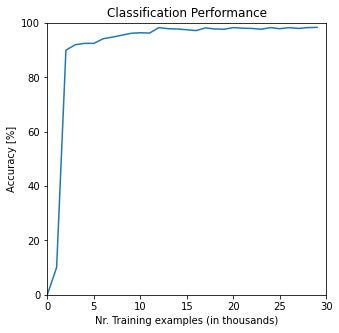 Classification Performance
100
80
60
40
20
0
Accuracy [%]
0 5 10 15 20 25 30
Nr. Training examples (in thousands)